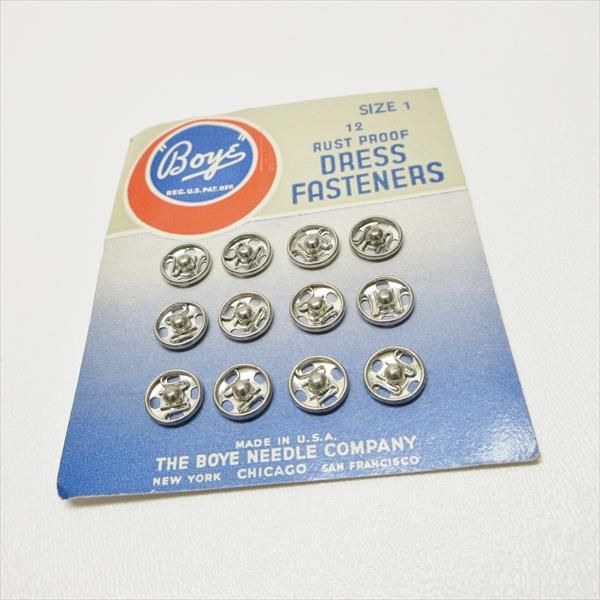 "Boye"
REG. U.S. PAT. OFF.
SIZE 1
12
RUST PROOF
DRESS
FASTENERS
MADE IN U.S.A.
THE BOYE NEEDLE COMPANY
NEW YORK CHICAGO SAN FRANCISCO